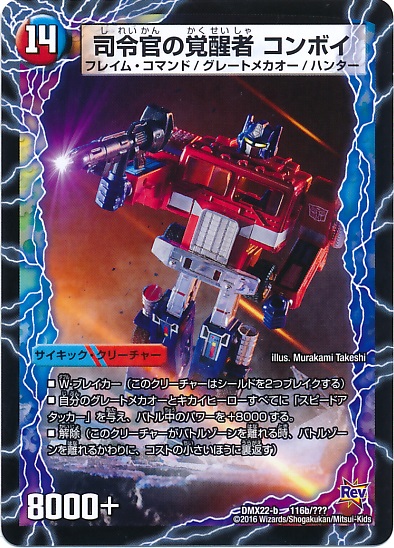 14
し れい かん かく せい しゃ
司令官の覚醒者 コンボイ
フレイム・コマンド/グレートメカオー/ハンター
サイキック・クリーチャー
illus. Murakami Takeshi
■W・ブレイカー(このクリーチャーはシールドを2つブレイクする)
■自分のグレートメカオーとキカイヒーローすべてに「スピード
アタッカー」を与え、バトル中のパワーを+8000する。
■解除(このクリーチャーがバトルゾーンを離れる時、バトルゾー
ンを離れるかわりに、コストの小さいほうに裏返す)
8000+
DMX22-b 116b/???
©2016 Wizards/Shogakukan/Mitsui-Kids
Rev